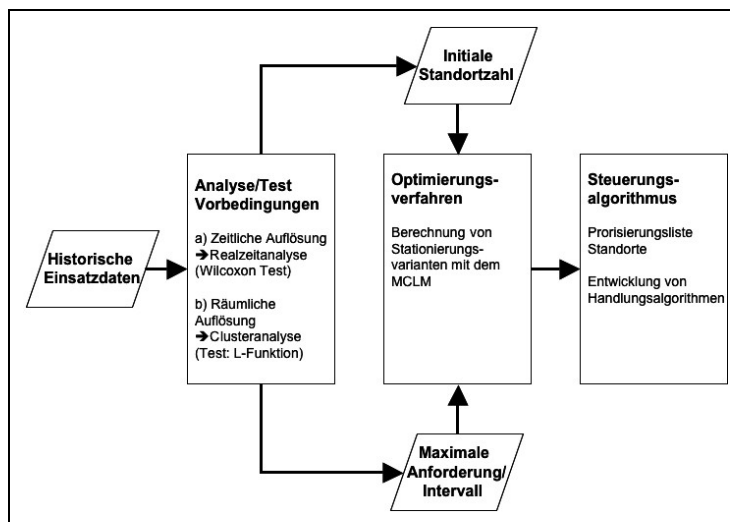 Initiale
Standortzahl
Historische
Einsatzdaten
Analyse/Test
Vorbedingungen
a) Zeitliche Auflösung
➔Realzeitanalyse
(Wilcoxon Test)
b) Räumliche
Auflösung
➔Clusteranalyse
(Test: L-Funktion)
Optimierungs-
verfahren
Berechnung von
Stationierungs-
varianten mit dem
MCLM
Steuerungs-
algorithmus
Prorisierungsliste
Standorte
Entwicklung von
Handlungsalgorithmen
Maximale
Anforderung/
Intervall